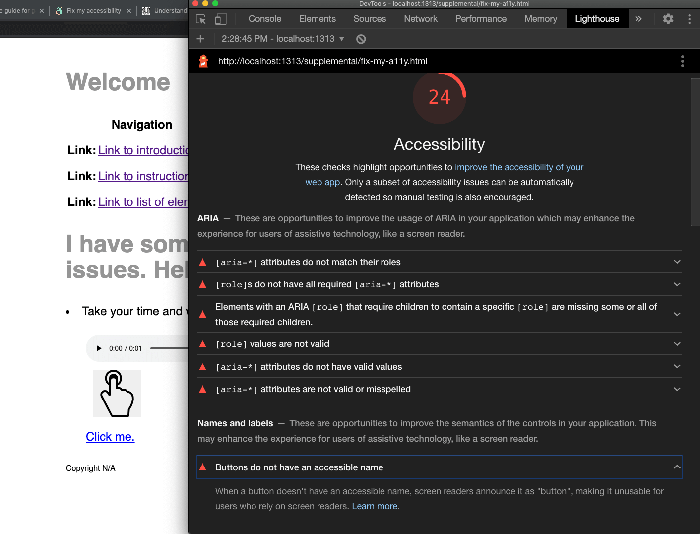 DevTools - localhost:1313/supplemental/fix-my-a11y.html
guide for
Fix my accessibility
Understand
Console Elements Sources Network Performance Memory Lighthouse
2:28:45 PM - localhost:1313
http://localhost:1313/supplemental/fix-my-a11y.html
Welcome
Navigation
Link: Link to introductio
Link: Link to instruction
Link: Link to list of elem
I have som
issues. Hel
• Take your time and
0:00 / 0:01
Click me.
Copyright N/A
24
Accessibility
These checks highlight opportunities to improve the accessibility of your
web app. Only a subset of accessibility issues can be automatically
detected so manual testing is also encouraged.
ARIA — These are opportunities to improve the usage of ARIA in your application which may enhance the
experience for users of assistive technology, like a screen reader.
[aria-*] attributes do not match their roles
[role]s do not have all required [aria-*] attributes
Elements with an ARIA [role] that require children to contain a specific [role] are missing some or all of
those required children.
[role] values are not valid
[aria-*] attributes do not have valid values
[aria-*] attributes are not valid or misspelled
Names and labels — These are opportunities to improve the semantics of the controls in your application. This
may enhance the experience for users of assistive technology, like a screen reader.
Buttons do not have an accessible name
When a button doesn't have an accessible name, screen readers announce it as "button", making it unusable for
users who rely on screen readers. Learn more.